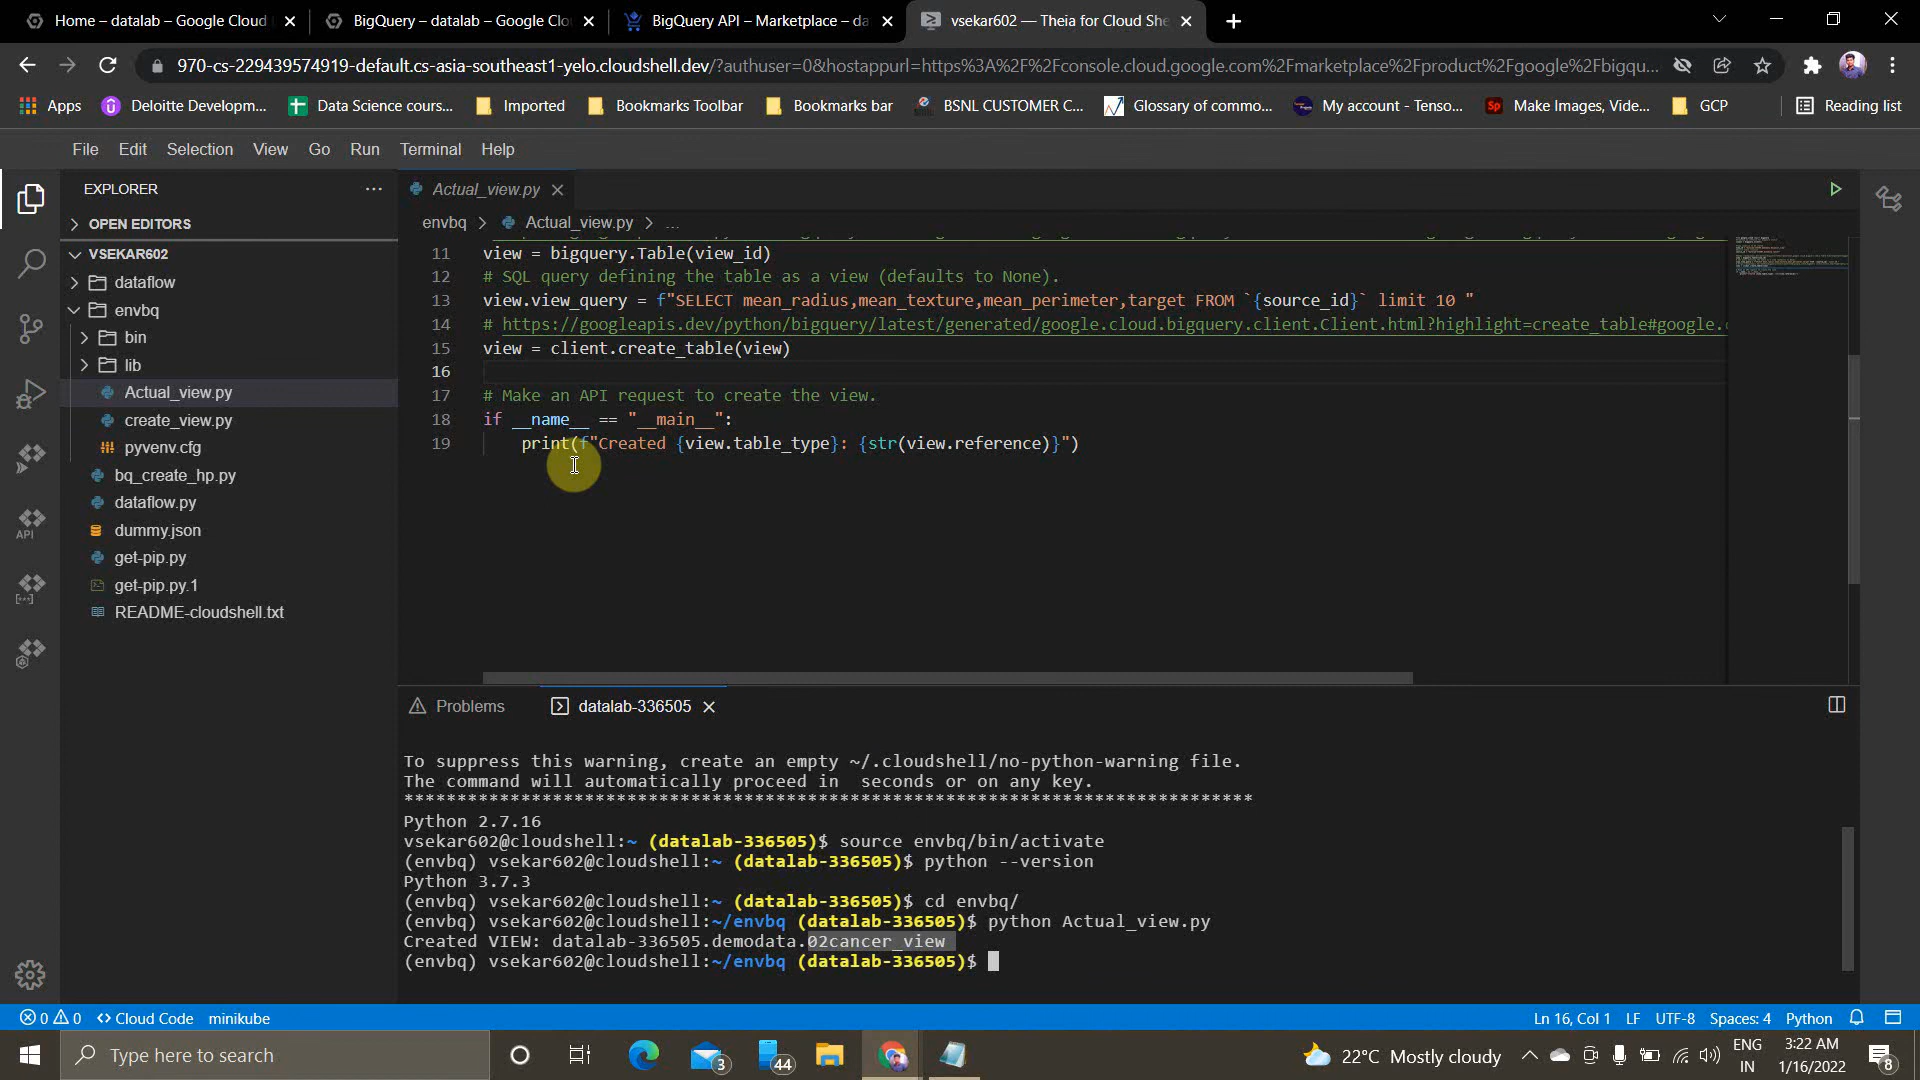 Home – datalab – Google Cloud
BigQuery – datalab – Google Clo
BigQuery API – Marketplace – da
vsekar602 — Theia for Cloud She
970-cs-229439574919-default.cs-asia-southeast1-yelo.cloudshell.dev/?authuser=0&hostappurl=https%3A%2F%2Fconsole.cloud.google.com%2Fmarketplace%2Fproduct%2Fgoogle%2Fbigqu...
Apps
Deloitte Developm...
Data Science cours...
Imported
Bookmarks Toolbar
Bookmarks bar
BSNL CUSTOMER C...
Glossary of commo...
My account - Tenso...
Sp
Make Images, Vide...
GCP
Reading list
File Edit Selection View Go Run Terminal Help
EXPLORER
OPEN EDITORS
VSEKAR602
dataflow
envbq
bin
lib
Actual_view.py
create_view.py
pyvenv.cfg
bq_create_hp.py
dataflow.py
dummy.json
get-pip.py
get-pip.py.1
README-cloudshell.txt
API
Actual_view.py
envbq > Actual_view.py > ...
11 view = bigquery.Table(view_id)
12 # SQL query defining the table as a view (defaults to None).
13 view.view_query = f"SELECT mean_radius,mean_texture,mean_perimeter,target FROM `{source_id}` limit 10 "
14 # https://googleapis.dev/python/bigquery/latest/generated/google.cloud.bigquery.client.Client.html?highlight=create_table#google.
15 view = client.create_table(view)
16
17 # Make an API request to create the view.
18 if __name__ == "__main__":
19 print(f"Created {view.table_type}: {str(view.reference)}")
Problems
datalab-336505
To suppress this warning, create an empty ~/.cloudshell/no-python-warning file.
The command will automatically proceed in  seconds or on any key.
********************************************************************************
Python 2.7.16
vsekar602@cloudshell:~ (datalab-336505)$ source envbq/bin/activate
(envbq) vsekar602@cloudshell:~ (datalab-336505)$ python --version
Python 3.7.3
(envbq) vsekar602@cloudshell:~ (datalab-336505)$ cd envbq/
(envbq) vsekar602@cloudshell:~/envbq (datalab-336505)$ python Actual_view.py
Created VIEW: datalab-336505.demodata.02cancer_view
(envbq) vsekar602@cloudshell:~/envbq (datalab-336505)$
0 0 Cloud Code minikube
Ln 16, Col 1 LF UTF-8 Spaces: 4 Python
Type here to search
3
44
22°C Mostly cloudy
ENG
IN
3:22 AM
1/16/2022
8